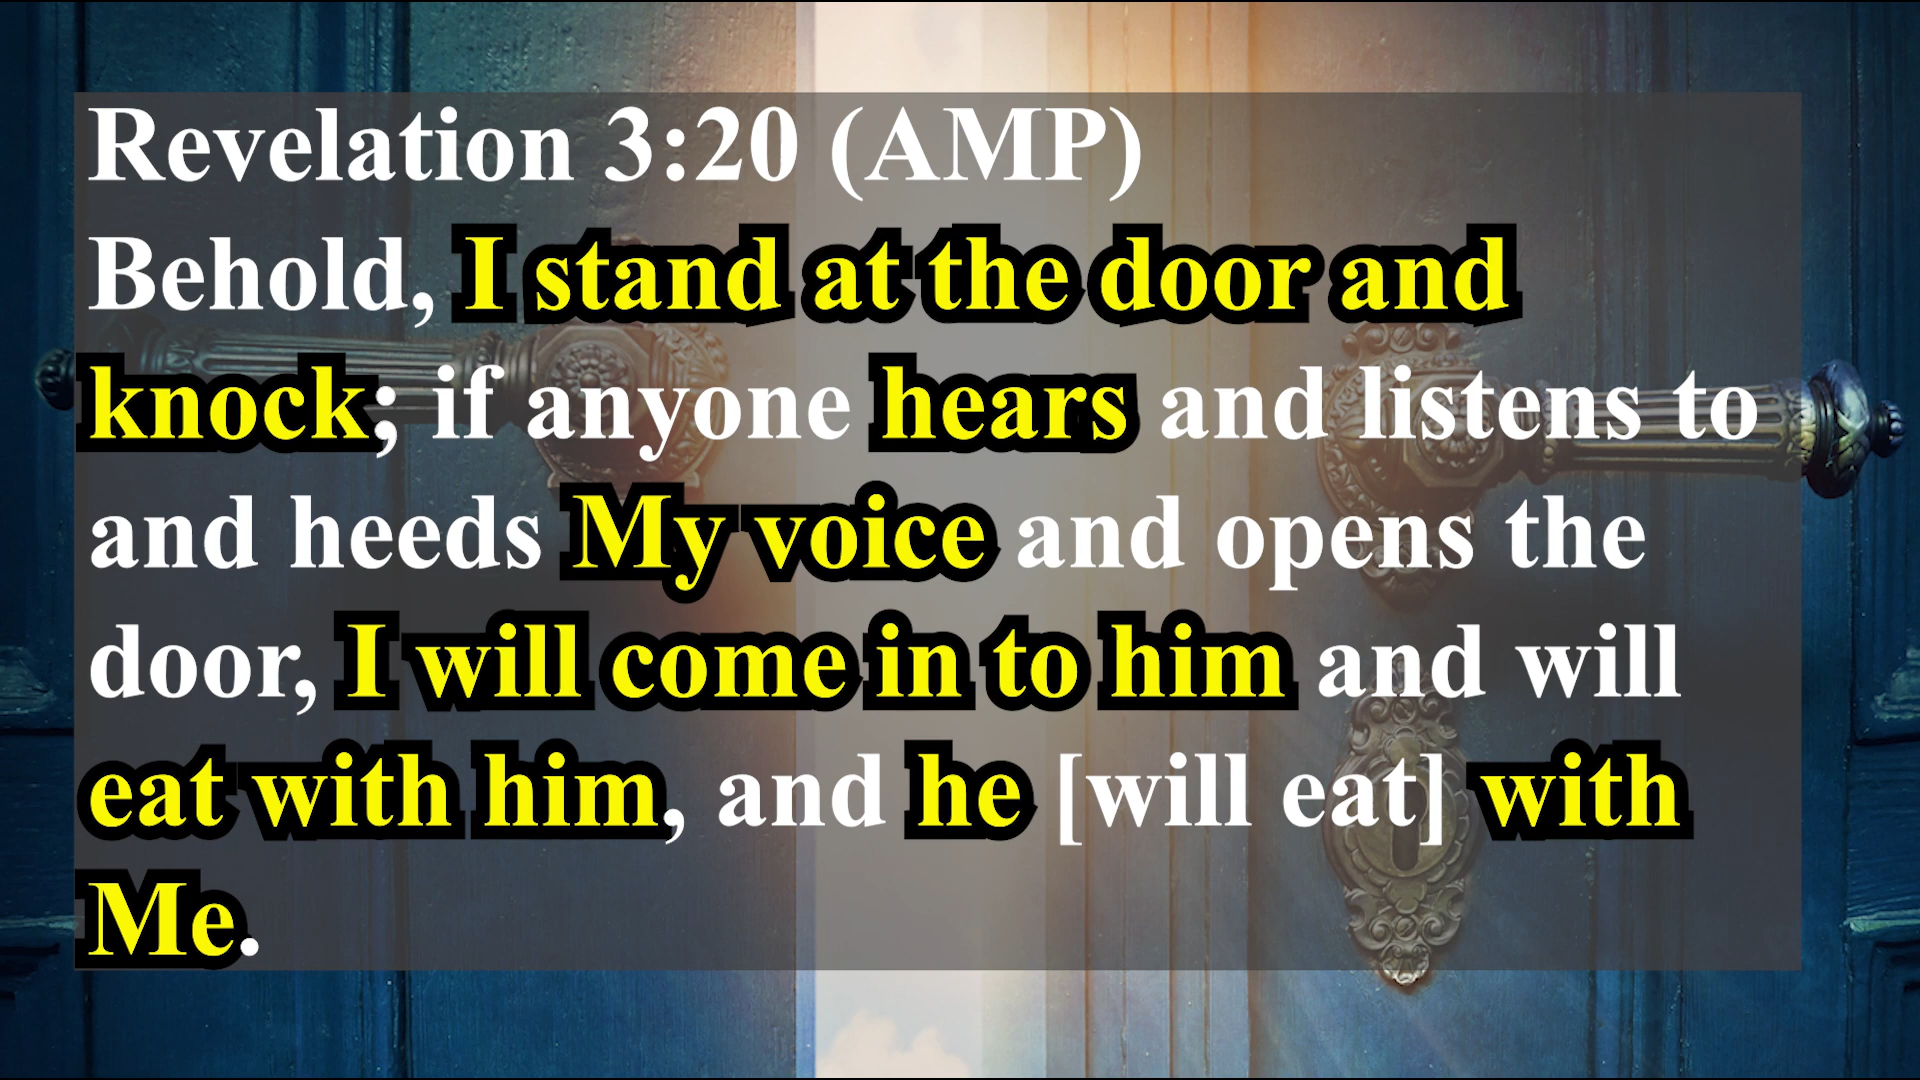 Revelation 3:20 (AMP)
Behold, I stand at the door and
knock; if anyone hears and listens to
and heeds My voice and opens the
door, I will come in to him and will
eat with him, and he [will eat] with
Me.